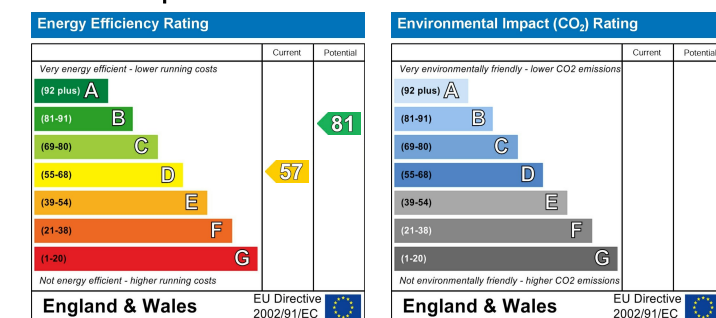 Energy Efficiency Rating
Current Potential
Very energy efficient - lower running costs
(92 plus) A
(81-91) B
81
(69-80) C
(55-68) D
57
(39-54) E
(21-38) F
(1-20) G
Not energy efficient - higher running costs
England & Wales
EU Directive
2002/91/EC
Environmental Impact (CO₂) Rating
Current Potential
Very environmentally friendly - lower CO2 emissions
(92 plus) A
(81-91) B
(69-80) C
(55-68) D
(39-54) E
(21-38) F
(1-20) G
Not environmentally friendly - higher CO2 emissions
England & Wales
EU Directive
2002/91/EC